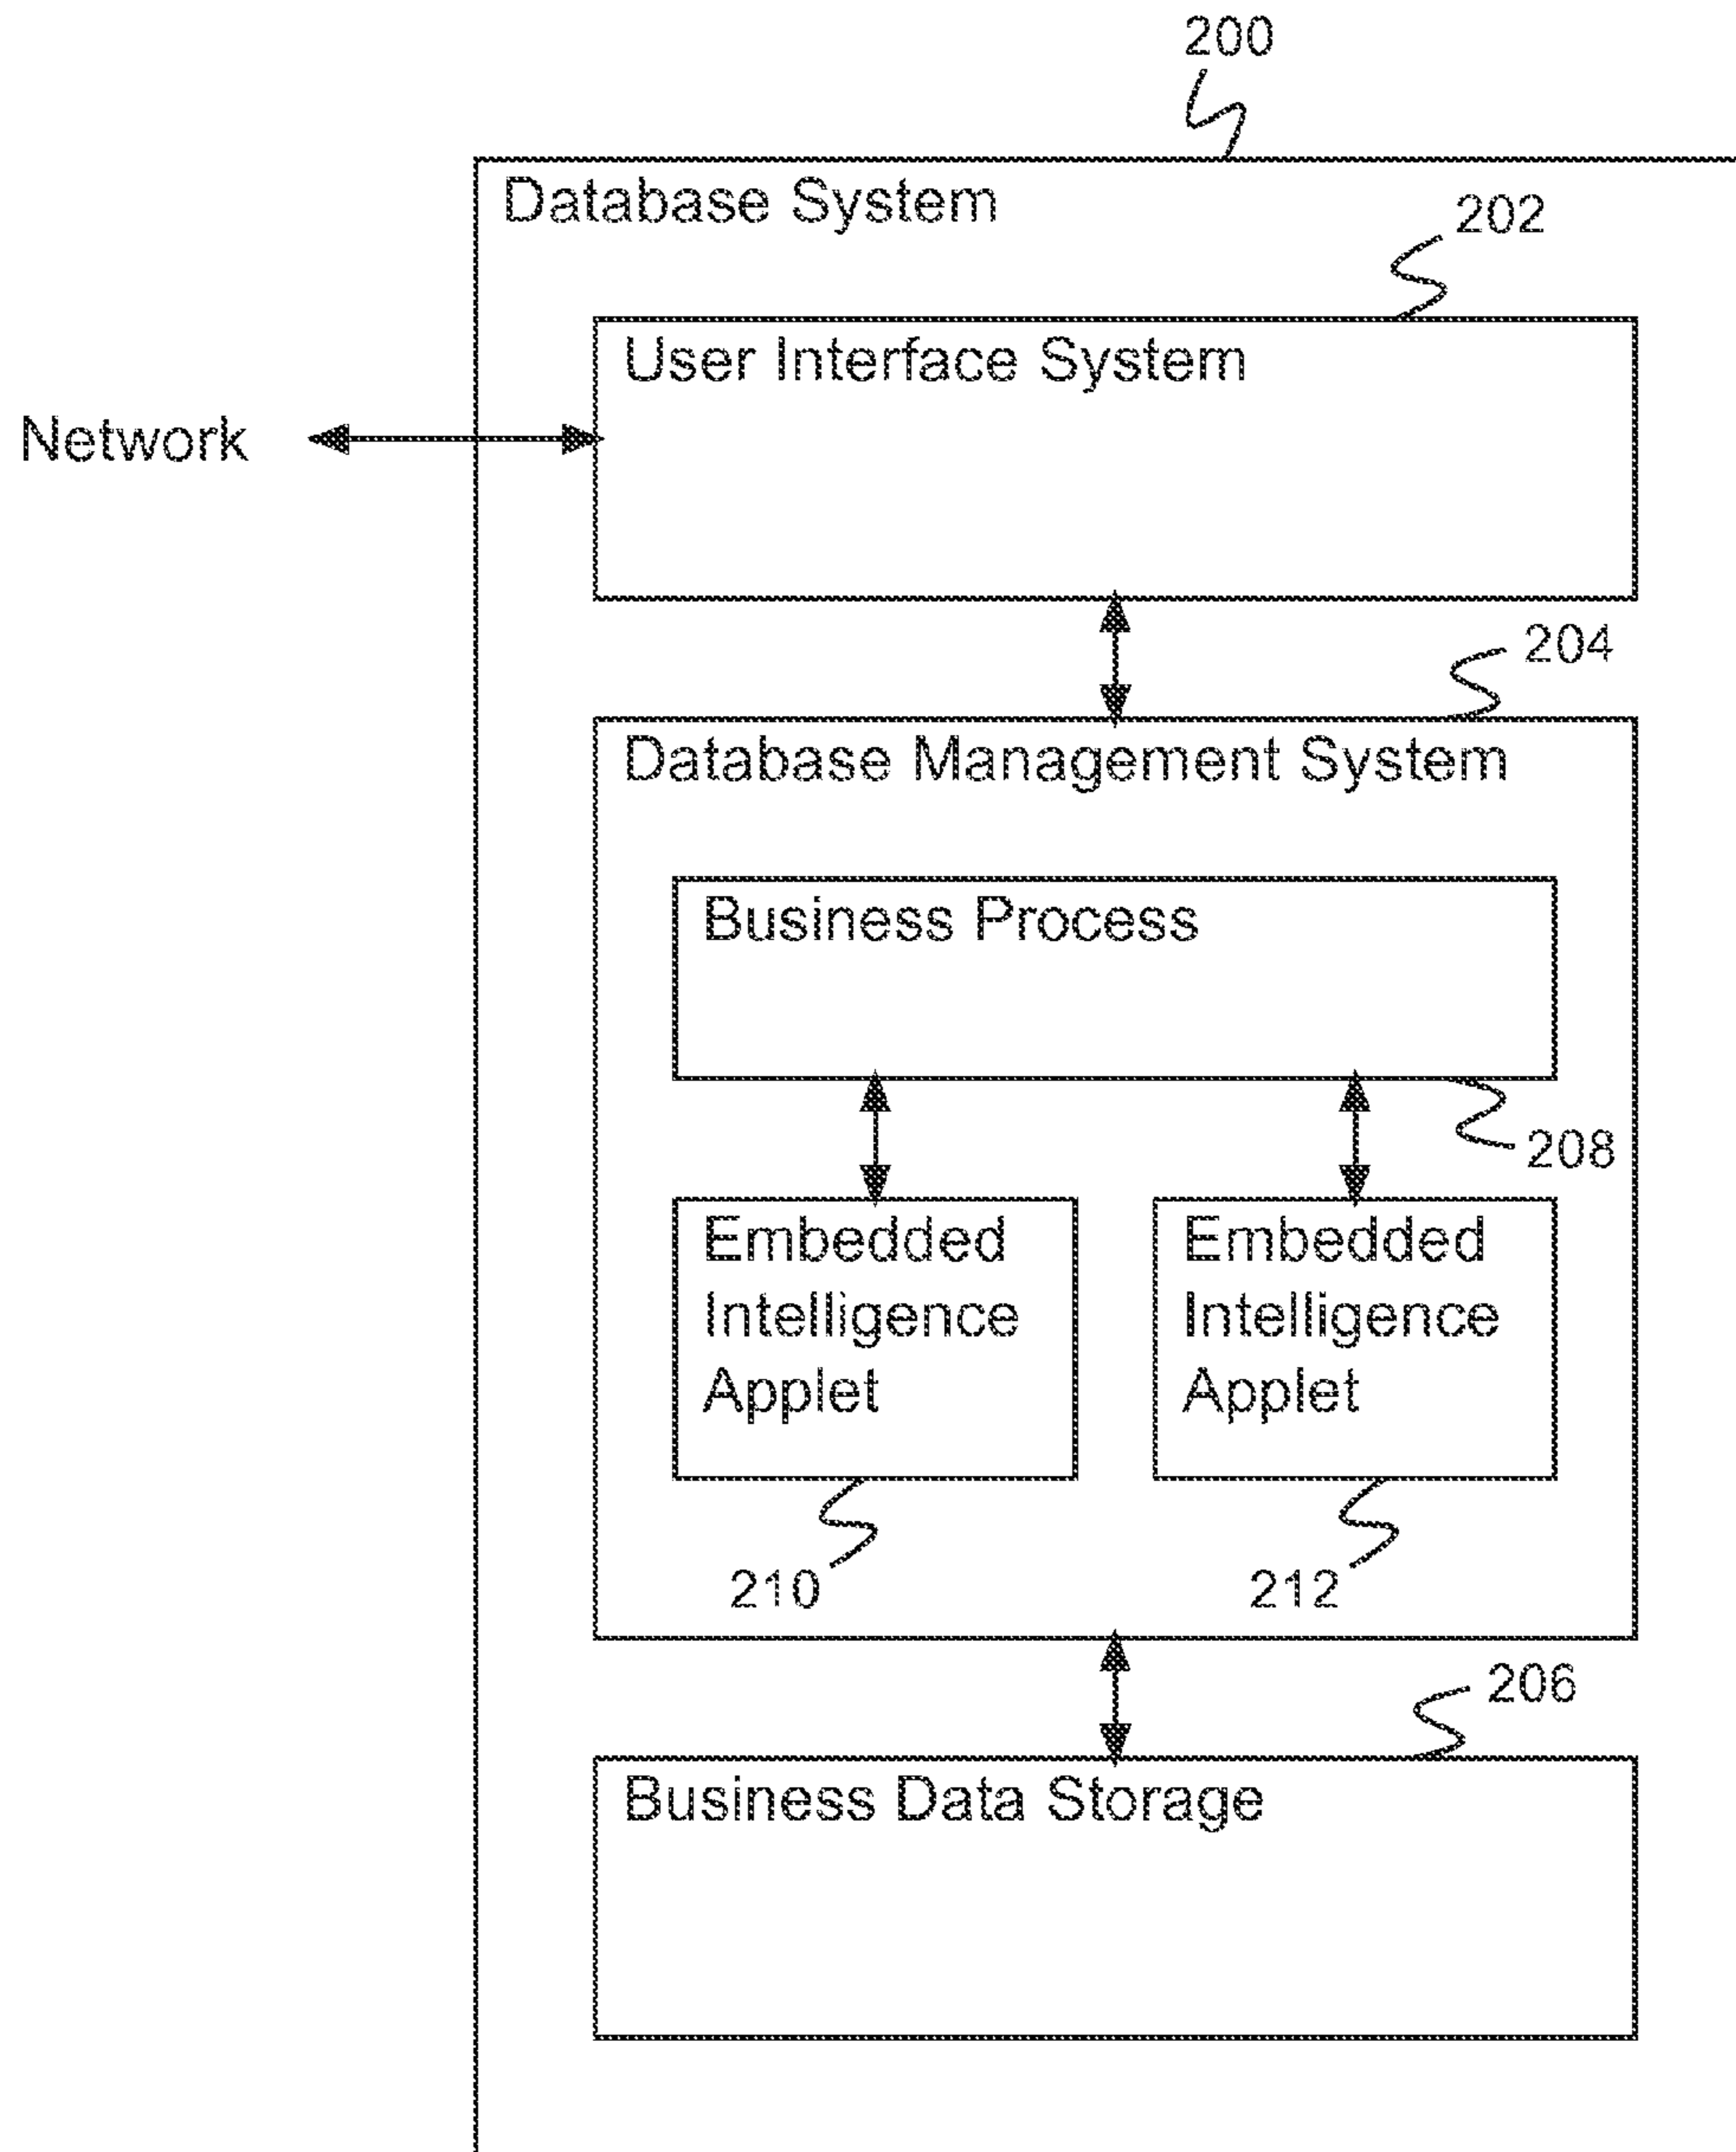 200
Database System
202
User Interface System
Network
204
Database Management System
Business Process
208
Embedded
Intelligence
Applet
Embedded
Intelligence
Applet
210
212
206
Business Data Storage